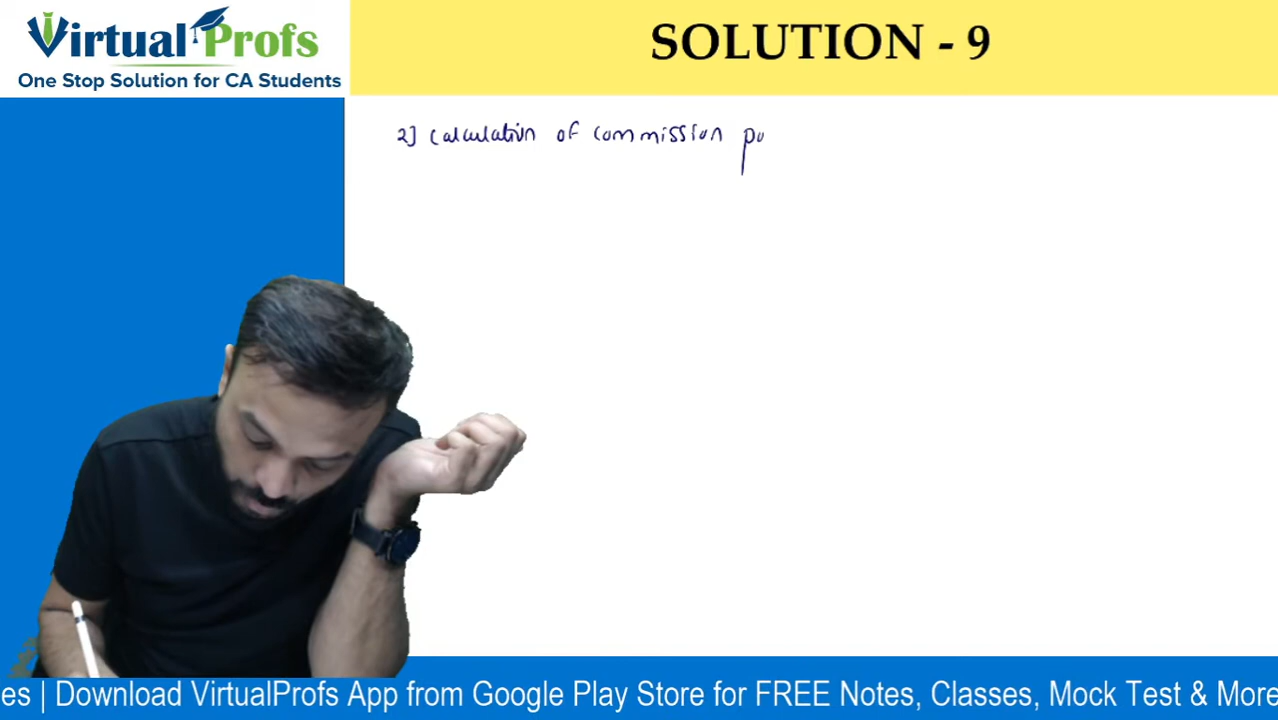 Virtual Profs
One Stop Solution for CA Students
SOLUTION - 9
2] Calculation of commission pa
es | Download VirtualProfs App from Google Play Store for FREE Notes, Classes, Mock Test & More